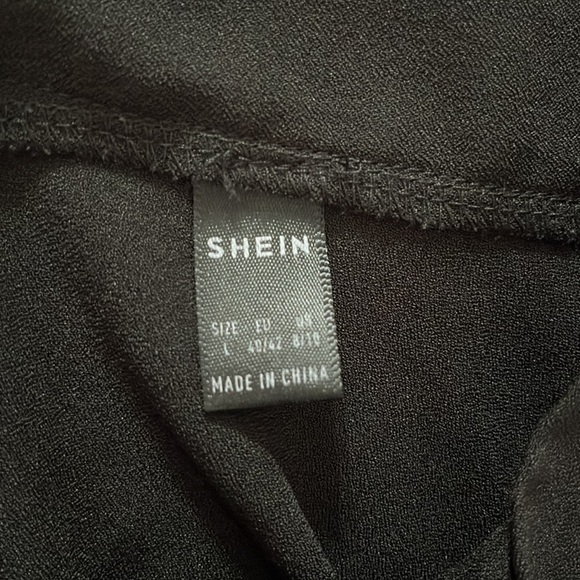 SHEIN
SIZE EU US
L 40/42 8/10
MADE IN CHINA